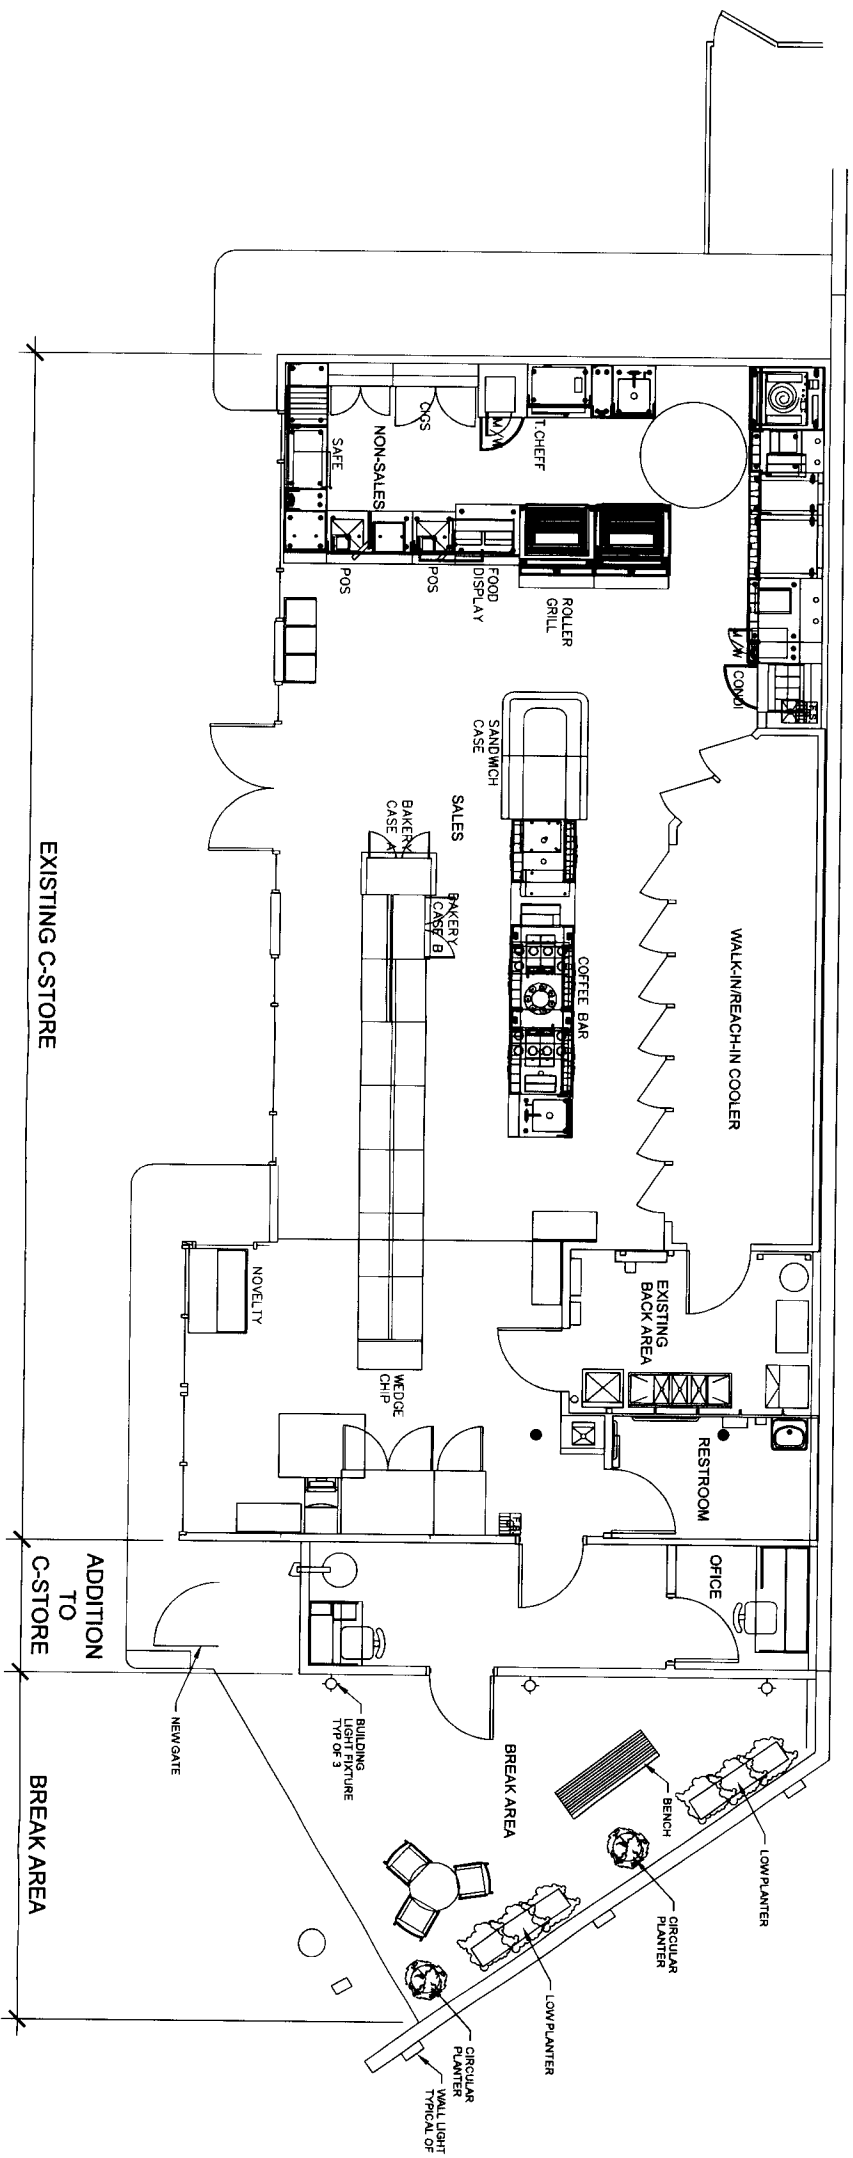 CIGS
NON-SALES
SAFE
M/W
T.CHEFF
POS
POS
FOOD
DISPLAY
ROLLER
GRILL
M/W
CONDI
SANDWICH
CASE
SALES
BAKERY
CASE A
BAKERY
CASE B
COFFEE BAR
WALK-IN/REACH-IN COOLER
EXISTING C-STORE
NOVELTY
EXISTING
BACK AREA
WEDGE
CHIP
RESTROOM
OFICE
ADDITION
TO
C-STORE
NEW GATE
BUILDING
LIGHT FIXTURE
TYP OF 3
BREAK AREA
BENCH
LOW PLANTER
CIRCULAR
PLANTER
LOW PLANTER
CIRCULAR
PLANTER
WALL LIGHT
TYPICAL OF
BREAK AREA